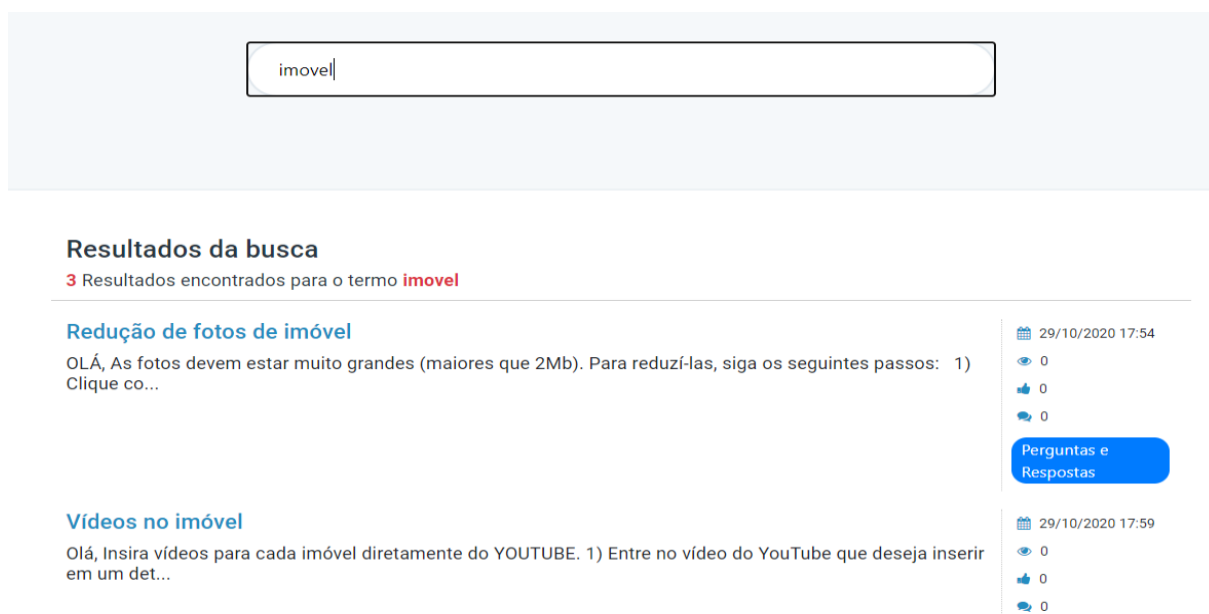 imovel
Resultados da busca
3 Resultados encontrados para o termo imovel
Redução de fotos de imóvel
OLÁ, As fotos devem estar muito grandes (maiores que 2Mb). Para reduzí-las, siga os seguintes passos: 1)
Clique co...
29/10/2020 17:54
0
0
0
Perguntas e
Respostas
Vídeos no imóvel
Olá, Insira vídeos para cada imóvel diretamente do YOUTUBE. 1) Entre no vídeo do YouTube que deseja inserir
em um det...
29/10/2020 17:59
0
0
0